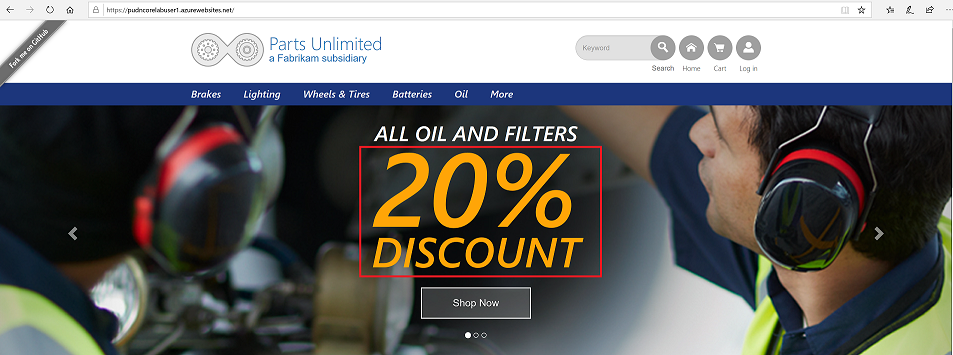 https://pudncorelabuser1.azurewebsites.net/
Fork me on GitHub
Parts Unlimited
a Fabrikam subsidiary
Keyword
Search Home Cart Log in
Brakes Lighting Wheels & Tires Batteries Oil More
ALL OIL AND FILTERS
20%
DISCOUNT
Shop Now